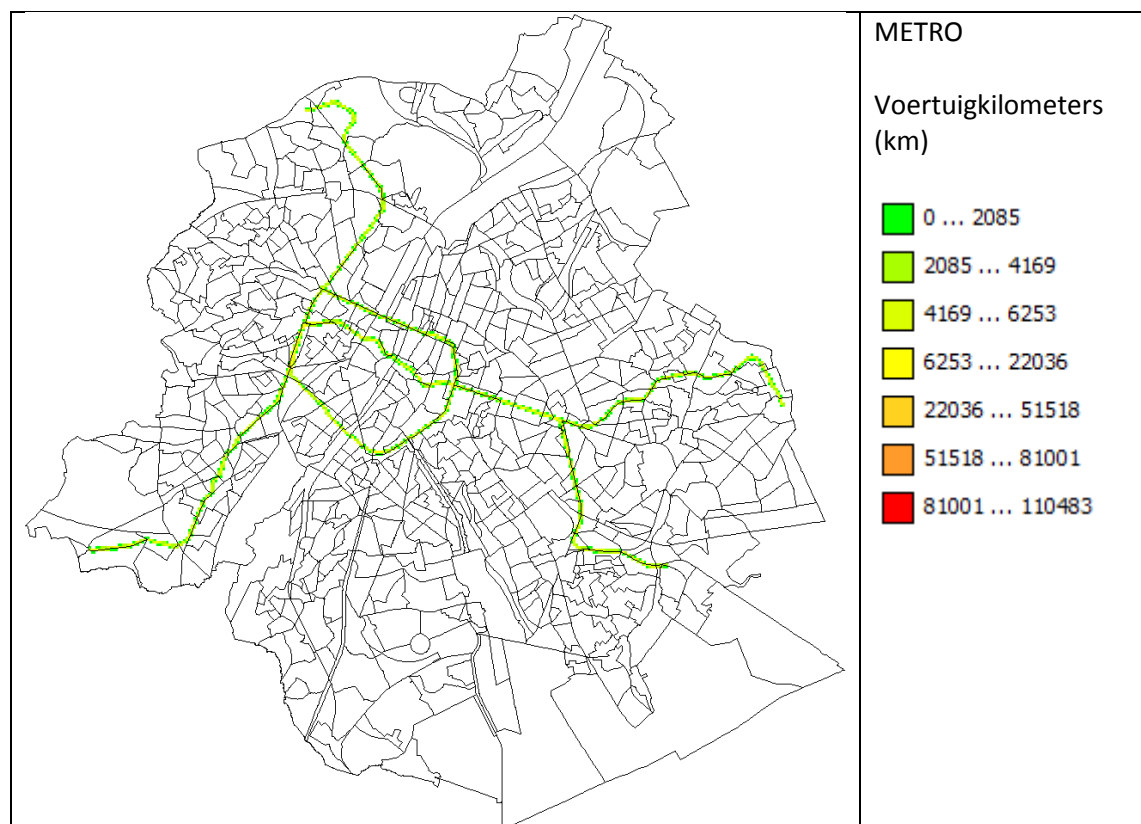 METRO
Voertuigkilometers
(km)
0 ... 2085
2085 ... 4169
4169 ... 6253
6253 ... 22036
22036 ... 51518
51518 ... 81001
81001 ... 110483